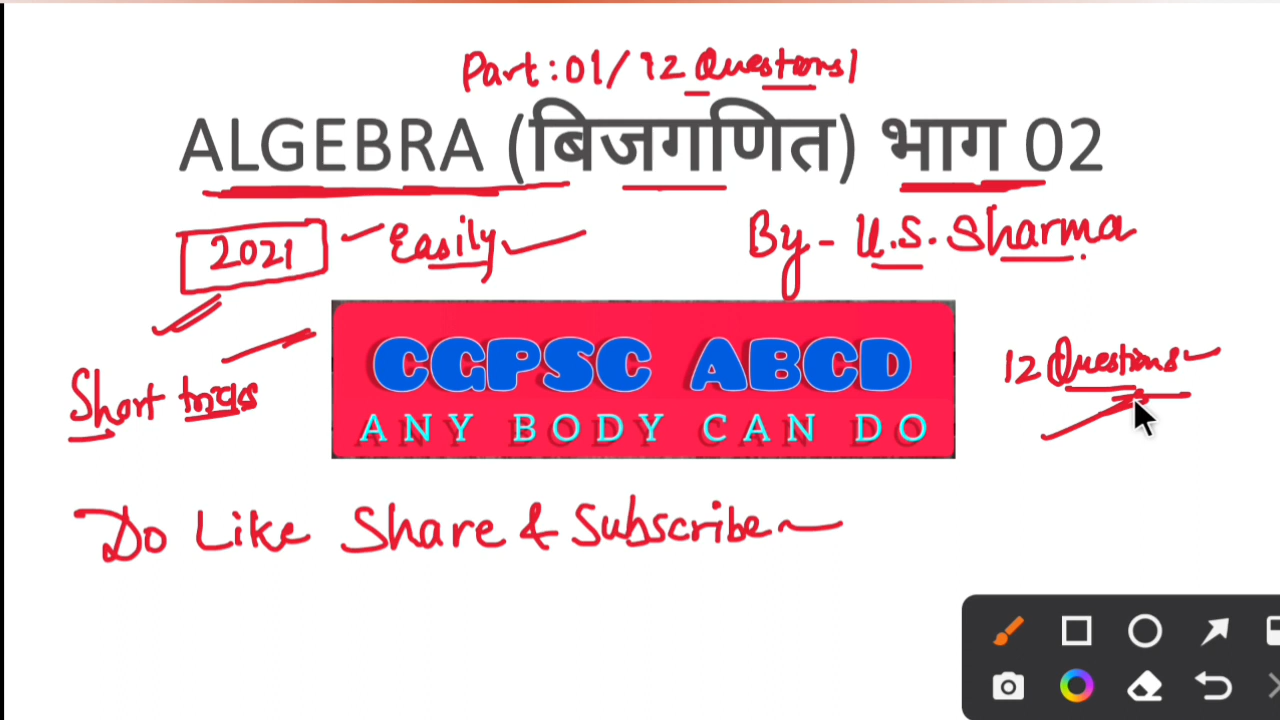 Part : 01 / 12 Questions
ALGEBRA (बिजगणित) भाग 02
2021 Easily By - U.S. Sharma
CGPSC ABCD
ANY BODY CAN DO
Short tricks
12 Questions
Do Like Share & Subscribe